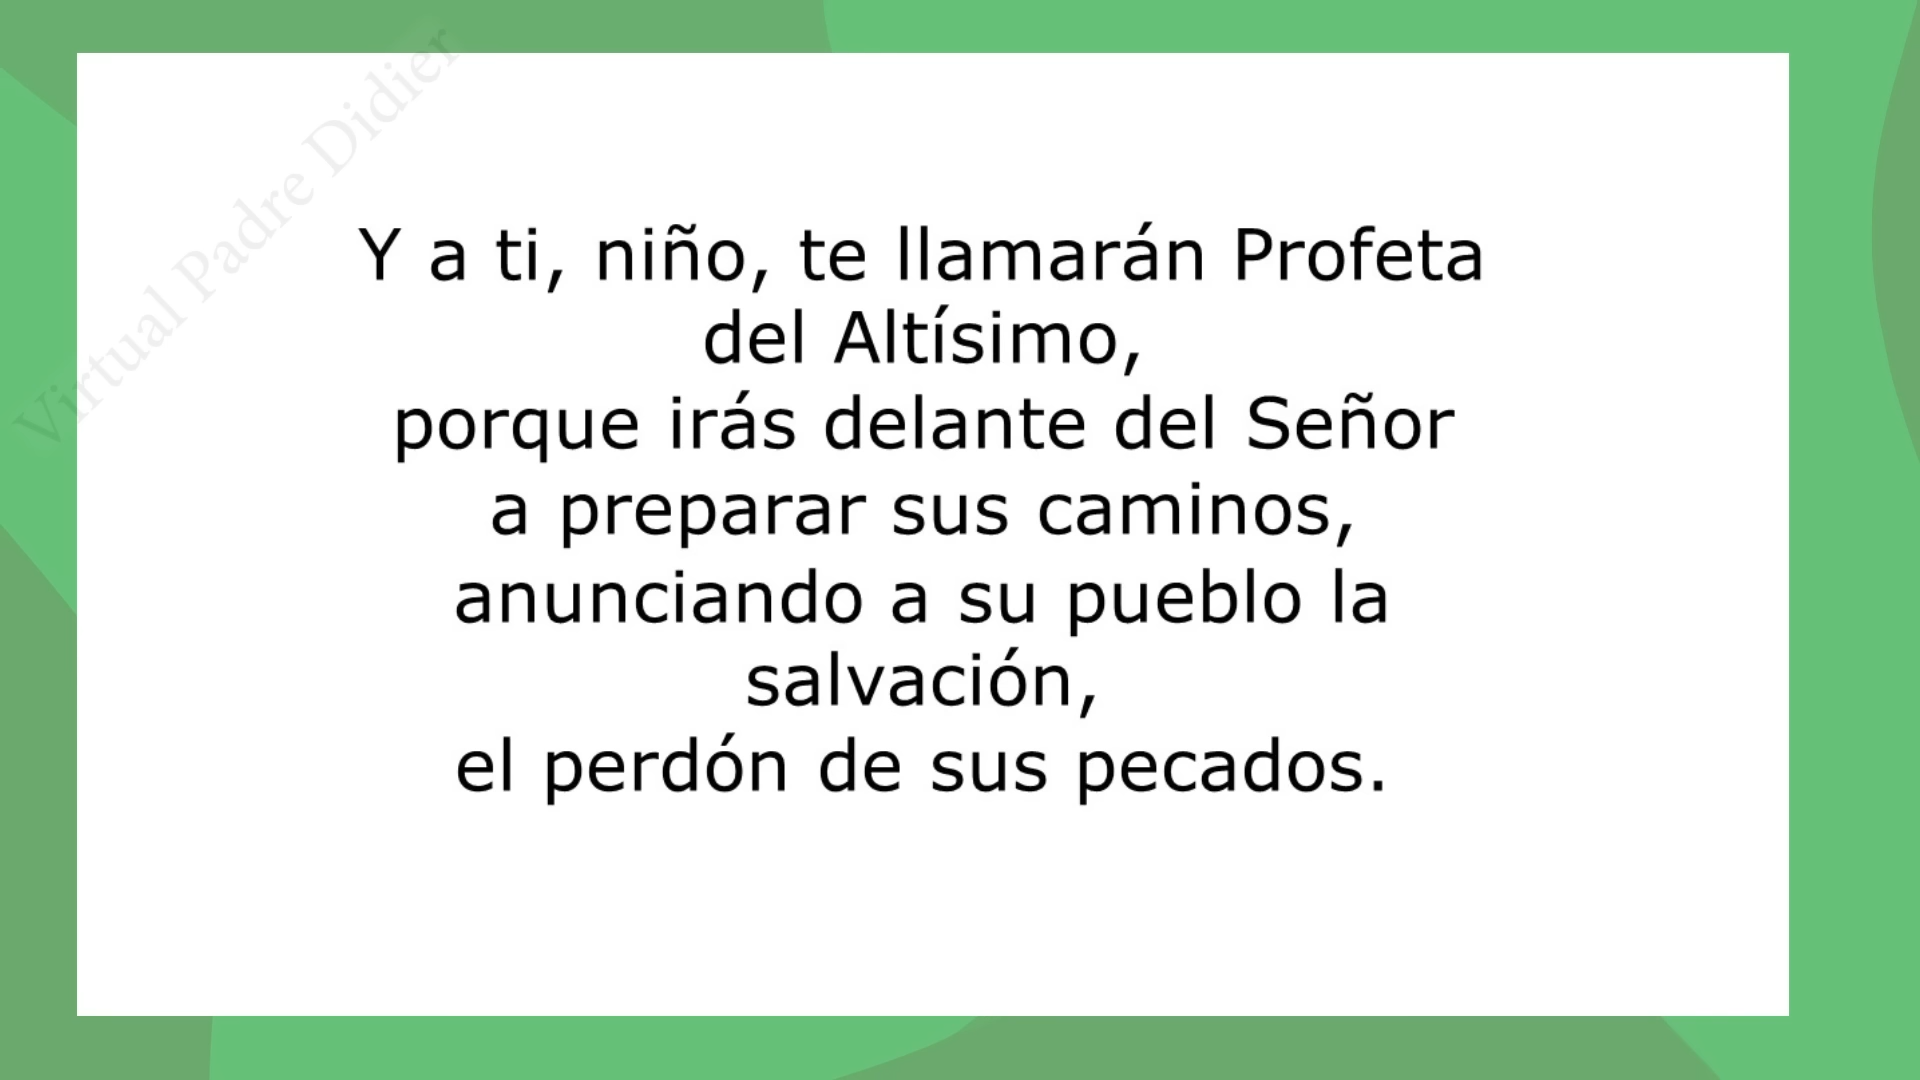 Virtual Padre Didier
Y a ti, niño, te llamarán Profeta
del Altísimo,
porque irás delante del Señor
a preparar sus caminos,
anunciando a su pueblo la
salvación,
el perdón de sus pecados.